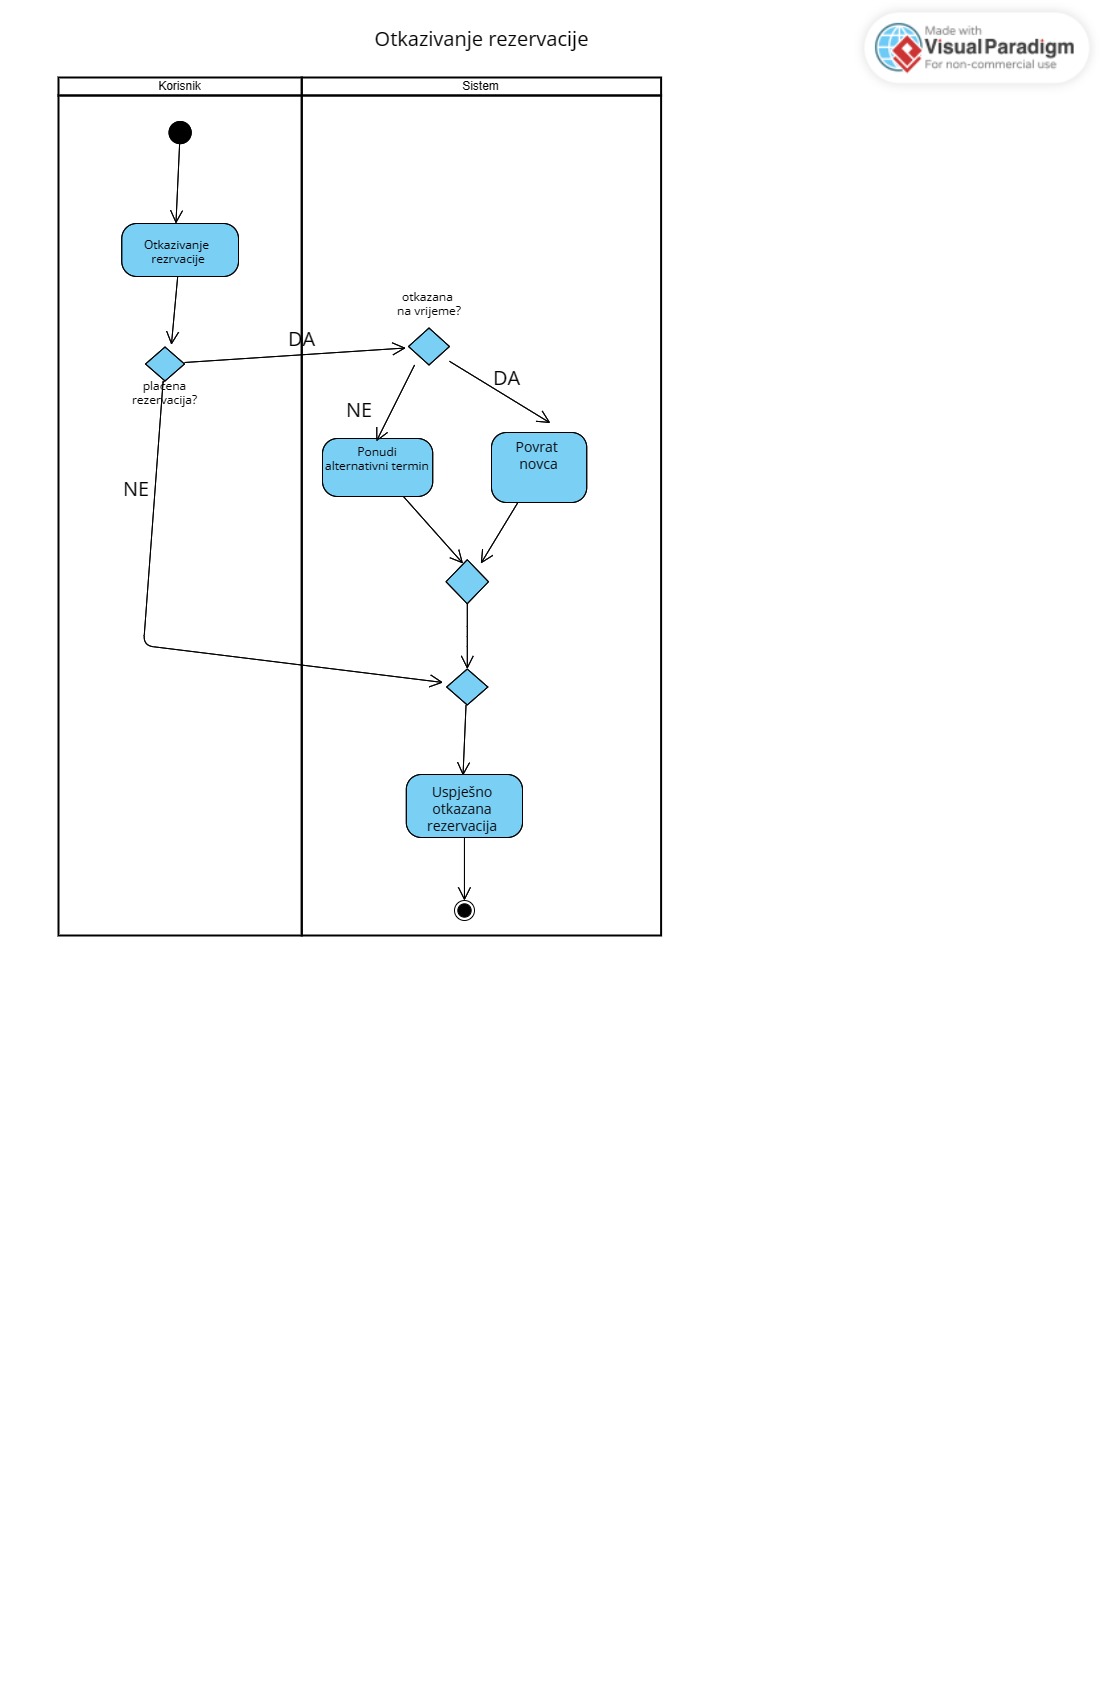 Otkazivanje rezervacije
Made with
Visual Paradigm
For non-commercial use
Korisnik
Sistem
Otkazivanje
rezrvacije
otkazana
na vrijeme?
DA
plaćena
rezervacija?
DA
NE
Ponudi
alternativni termin
Povrat
novca
NE
Uspješno
otkazana
rezervacija